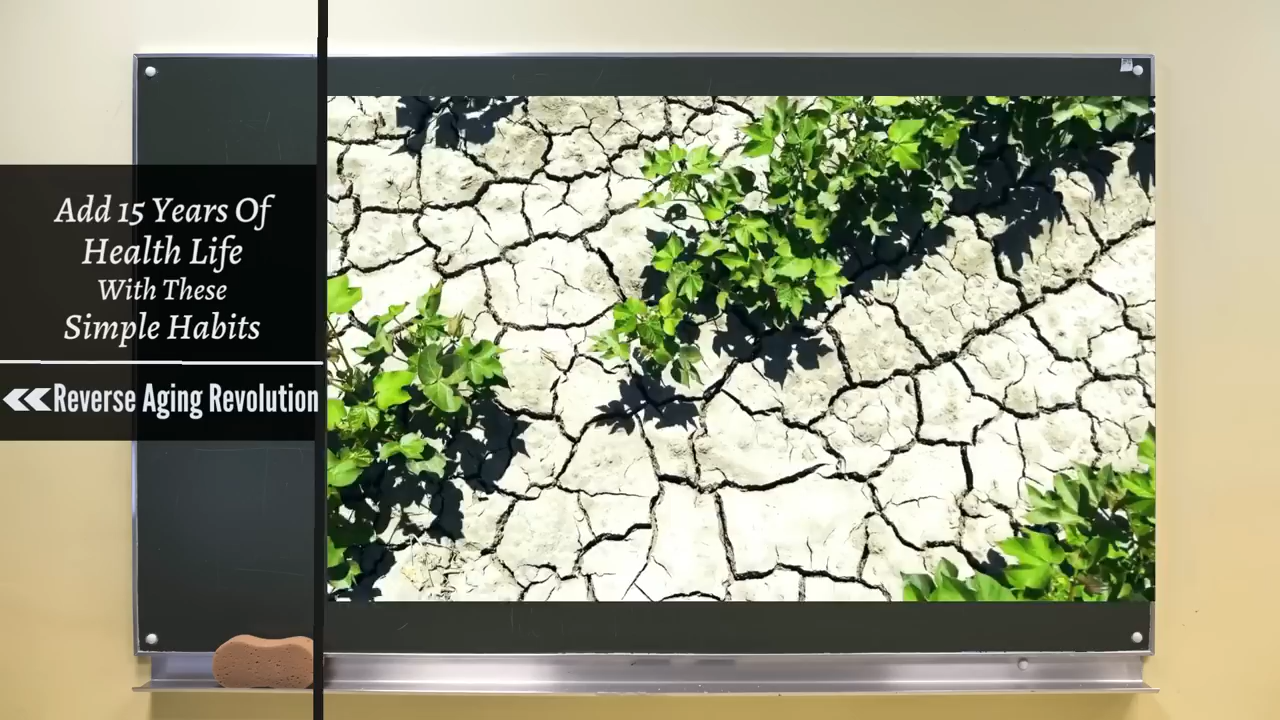 Add 15 Years Of
Health Life
With These
Simple Habits
Reverse Aging Revolution